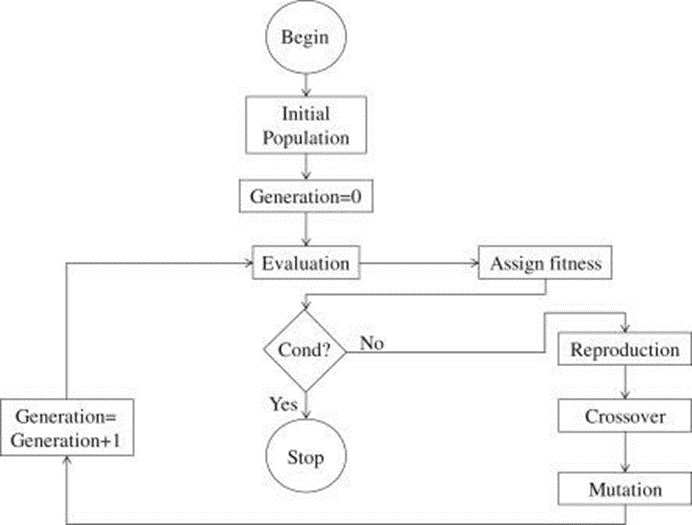 Begin
Initial
Population
Generation=0
Evaluation
Assign fitness
Cond?
No
Reproduction
Yes
Crossover
Generation=
Generation+1
Stop
Mutation